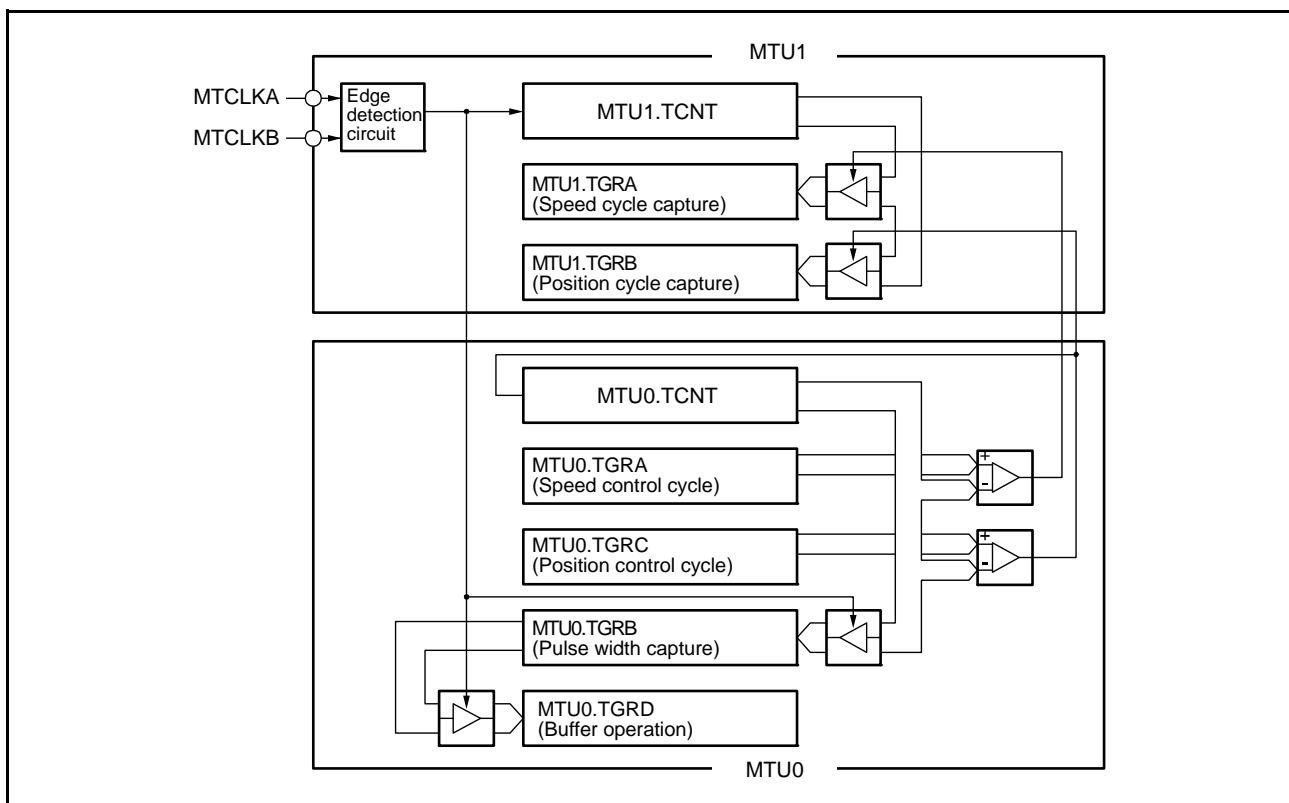 MTU1
MTCLKA
MTCLKB
Edge
detection
circuit
MTU1.TCNT
MTU1.TGRA
(Speed cycle capture)
MTU1.TGRB
(Position cycle capture)
MTU0.TCNT
MTU0.TGRA
(Speed control cycle)
+
-
MTU0.TGRC
(Position control cycle)
+
-
MTU0.TGRB
(Pulse width capture)
MTU0.TGRD
(Buffer operation)
MTU0